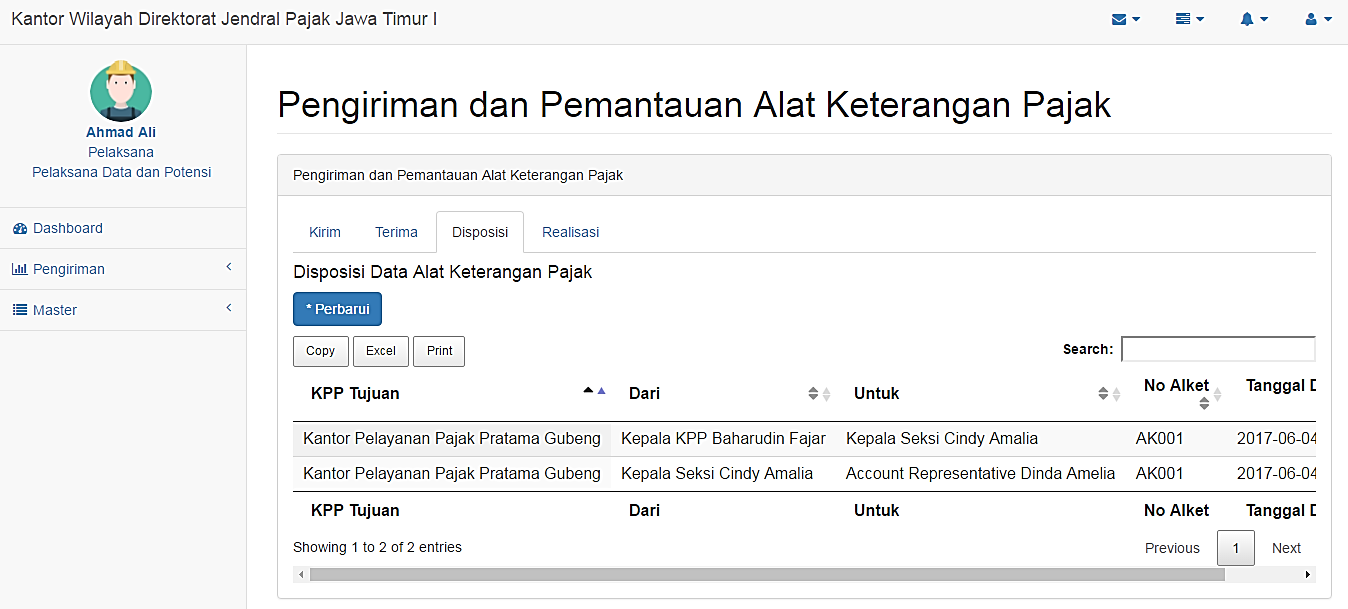 Kantor Wilayah Direktorat Jendral Pajak Jawa Timur I
Ahmad Ali
Pelaksana
Pelaksana Data dan Potensi
Dashboard
Pengiriman
Master
Pengiriman dan Pemantauan Alat Keterangan Pajak
Pengiriman dan Pemantauan Alat Keterangan Pajak
Kirim Terima Disposisi Realisasi
Disposisi Data Alat Keterangan Pajak
* Perbarui
Copy Excel Print Search:
KPP Tujuan Dari Untuk No Alket Tanggal D
Kantor Pelayanan Pajak Pratama Gubeng Kepala KPP Baharudin Fajar Kepala Seksi Cindy Amalia AK001 2017-06-04
Kantor Pelayanan Pajak Pratama Gubeng Kepala Seksi Cindy Amalia Account Representative Dinda Amelia AK001 2017-06-04
KPP Tujuan Dari Untuk No Alket Tanggal D
Showing 1 to 2 of 2 entries Previous 1 Next